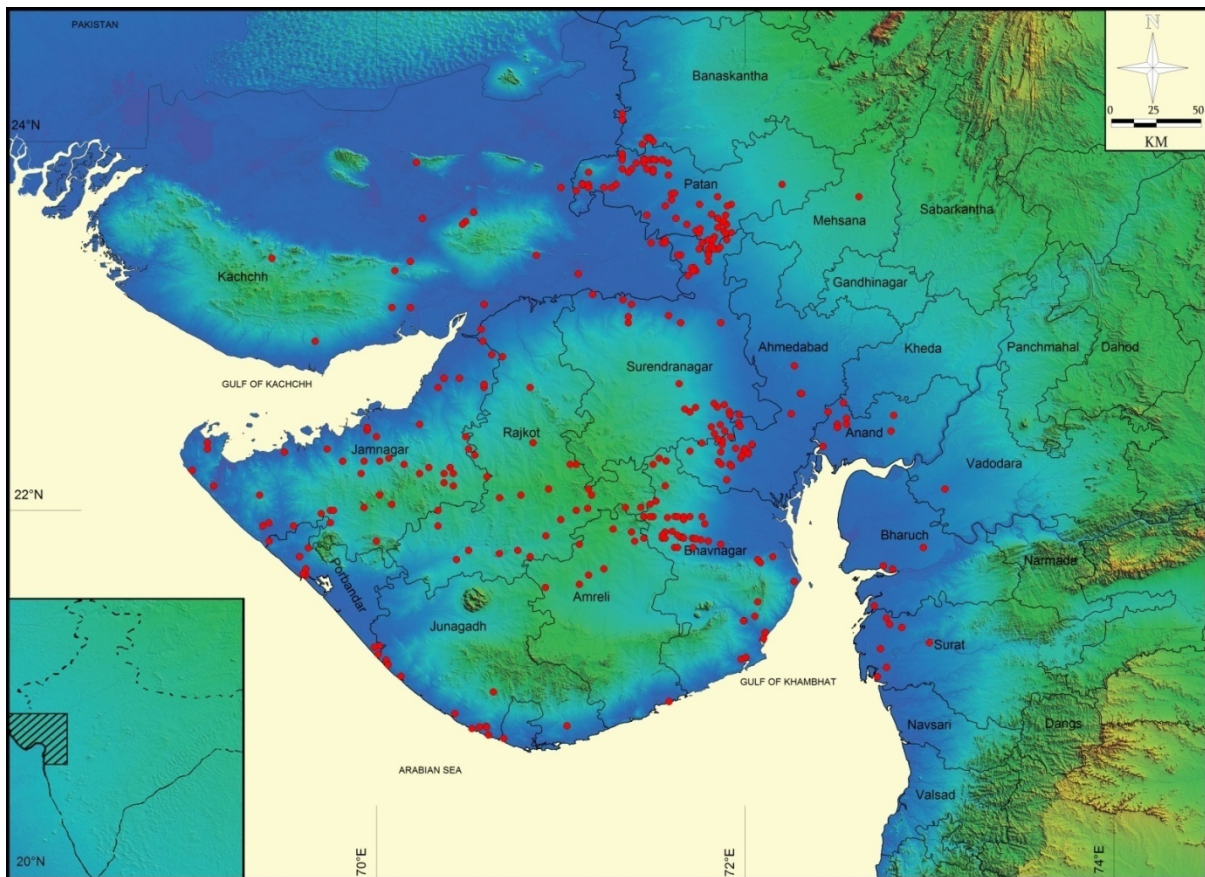 PAKISTAN
N
Banaskantha
0 25 50
KM
24°N
Patan
Mehsana
Sabarkantha
Kachchh
Gandhinagar
Ahmedabad
Kheda
Panchmahal
Dahod
Surendranagar
GULF OF KACHCHH
Rajkot
Anand
Jamnagar
Vadodara
22°N
Bharuch
Bhavnagar
Narmada
Porbandar
Amreli
Junagadh
Surat
GULF OF KHAMBHAT
Navsari
Dangs
ARABIAN SEA
Valsad
20°N
70°E
72°E
74°E